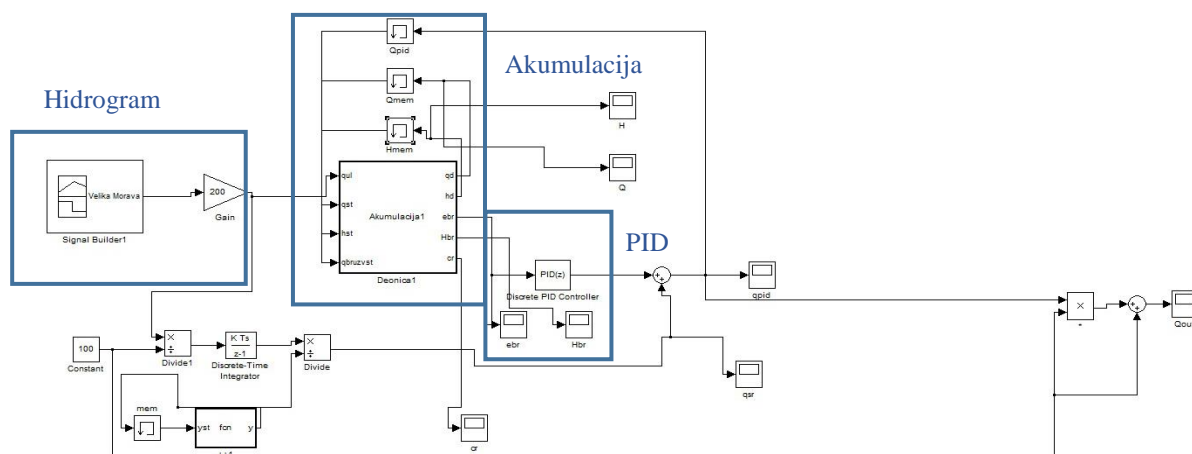 Hidrogram
Velika Morava
Signal Builder1
200
Gain
Akumulacija
Qpid
Qmem
Hmem
H
Q
qul
qst
hst
qbruzvst
Akumulacija1
qd
hd
ebr
Hbr
cr
Deonica1
PID
PID(z)
Discrete PID Controller
ebr
Hbr
qpid
×
Qou
100
Constant
×
÷
Divide1
K Ts
z-1
Discrete-Time
Integrator
×
÷
Divide
qsr
mem
yst
fcn
y
cr